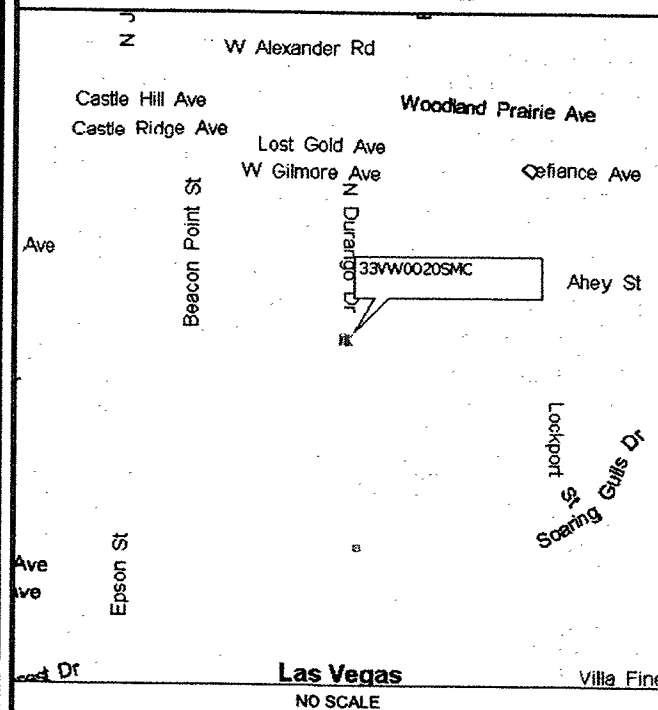 N J
W Alexander Rd
Castle Hill Ave
Woodland Prairie Ave
Castle Ridge Ave
Lost Gold Ave
W Gilmore Ave
Defiance Ave
Beacon Point St
N Durango Dr
Ave
33VW0020SMC
Ahey St
Lockport St
Soaring Gulls Dr
Epson St
Ave
ve
Dr
Las Vegas
Villa Fine
NO SCALE